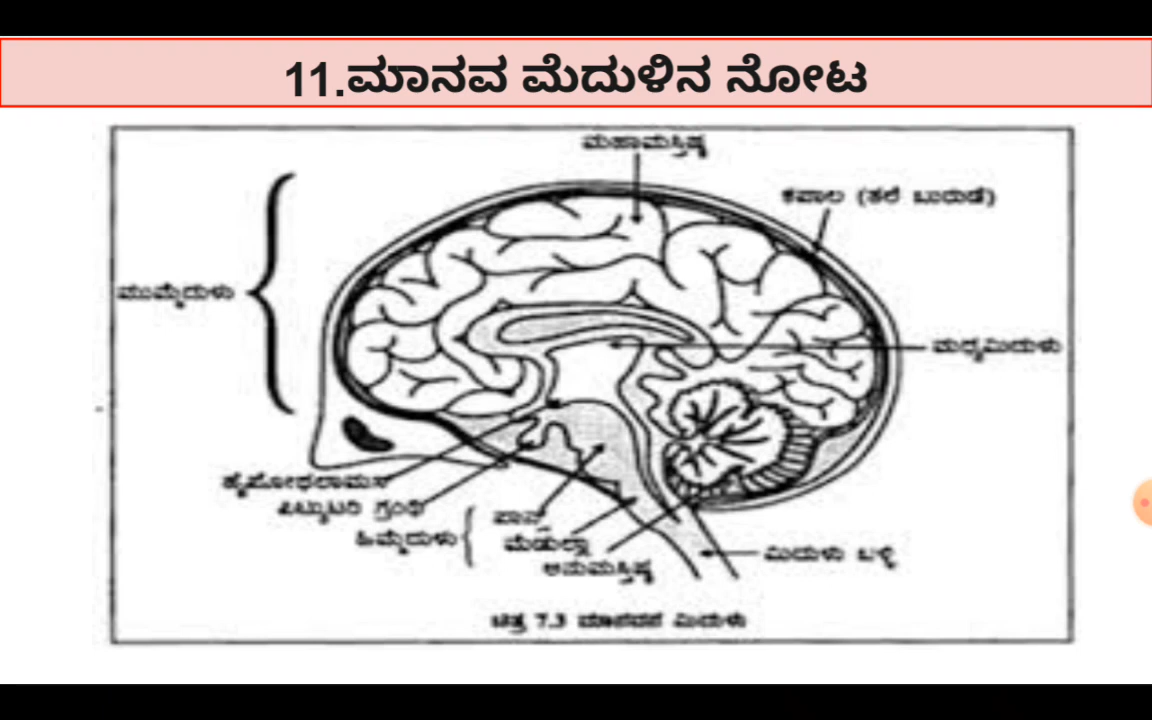 11.ಮಾನವ ಮೆದುಳಿನ ನೋಟ
ಮಹಾಮಸ್ತಿಷ್ಕ
ಕಪಾಲ (ತಲೆ ಬುರುಡೆ)
ಮುಮ್ಮೆದುಳು
ಮಧ್ಯಮಿದುಳು
ಹೈಪೋಥಲಾಮಸ್
ಪಿಟ್ಯುಟರಿ ಗ್ರಂಥಿ
ಹಿಮ್ಮೆದುಳು
ಪಾನ್ಸ್
ಮೆಡುಲ್ಲಾ
ಅನುಮಸ್ತಿಷ್ಕ
ಮಿದುಳು ಬಳ್ಳಿ
ಚಿತ್ರ 7.3 ಮಾನವನ ಮಿದುಳು